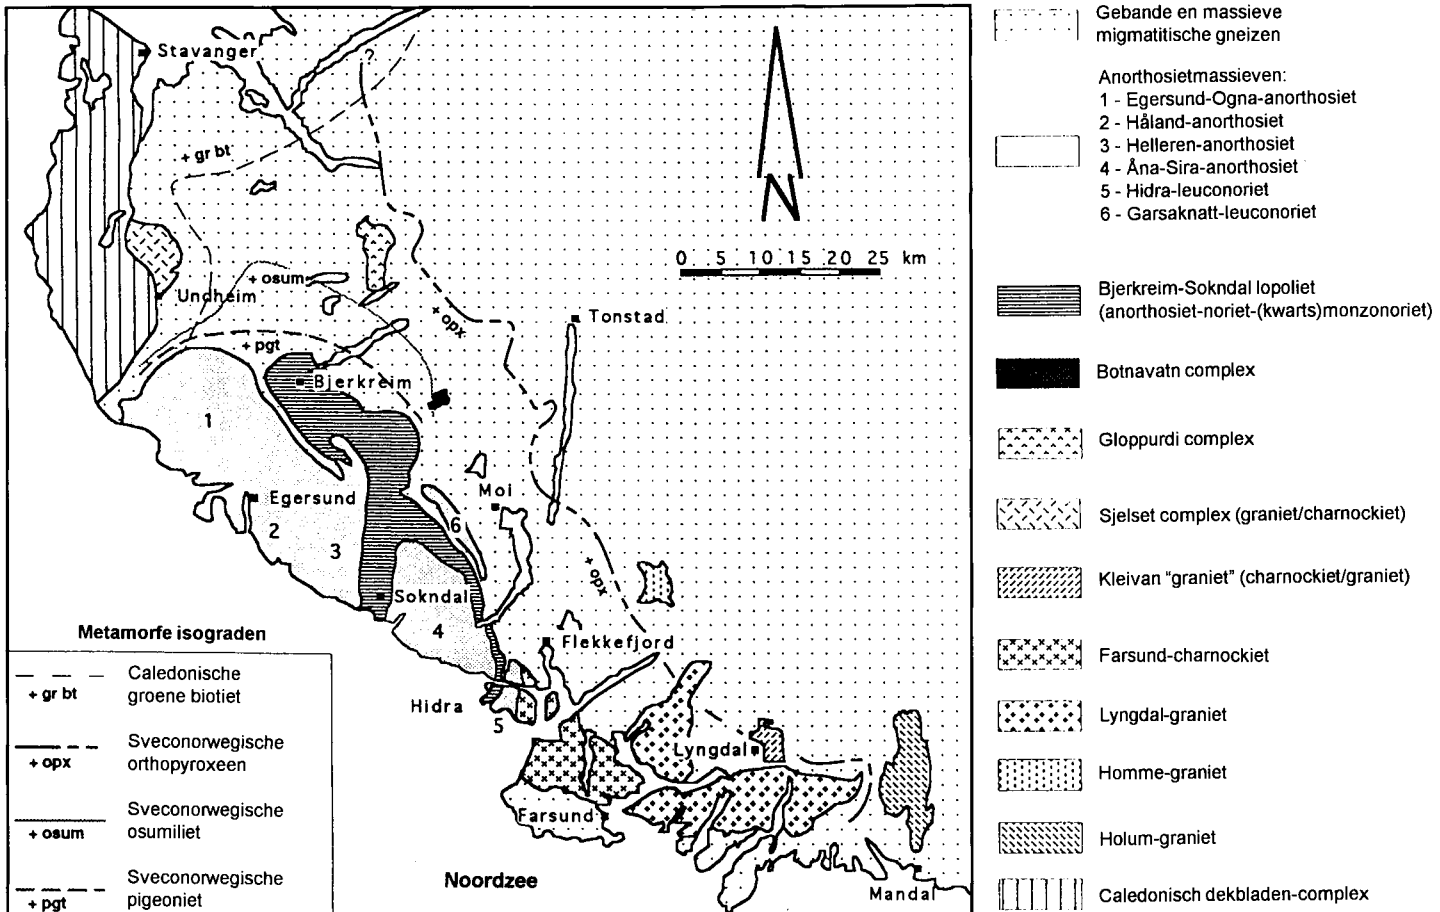 Stavanger
?
+ gr bt
+ osum
Undheim
+ opx
+ pgt
Bjerkreim
0 5 10 15 20 25 km
Tonstad
1
Egersund
2
3
Moi
6
+ opx
Sokndal
4
Flekkefjord
Hidra
5
Lyngdal
Farsund
Noordzee
Mandal
N
Metamorfe isograden
+ gr bt
Caledonische
groene biotiet
+ opx
Sveconorwegische
orthopyroxeen
+ osum
Sveconorwegische
osumiliet
+ pgt
Sveconorwegische
pigeoniet
Gebande en massieve
migmatitische gneizen
Anorthosietmassieven:
1 - Egersund-Ogna-anorthosiet
2 - Håland-anorthosiet
3 - Helleren-anorthosiet
4 - Åna-Sira-anorthosiet
5 - Hidra-leuconoriet
6 - Garsaknatt-leuconoriet
Bjerkreim-Sokndal lopoliet
(anorthosiet-noriet-(kwarts)monzonoriet)
Botnavatn complex
Gloppurdi complex
Sjelset complex (graniet/charnockiet)
Kleivan "graniet" (charnockiet/graniet)
Farsund-charnockiet
Lyngdal-graniet
Homme-graniet
Holum-graniet
Caledonisch dekbladen-complex